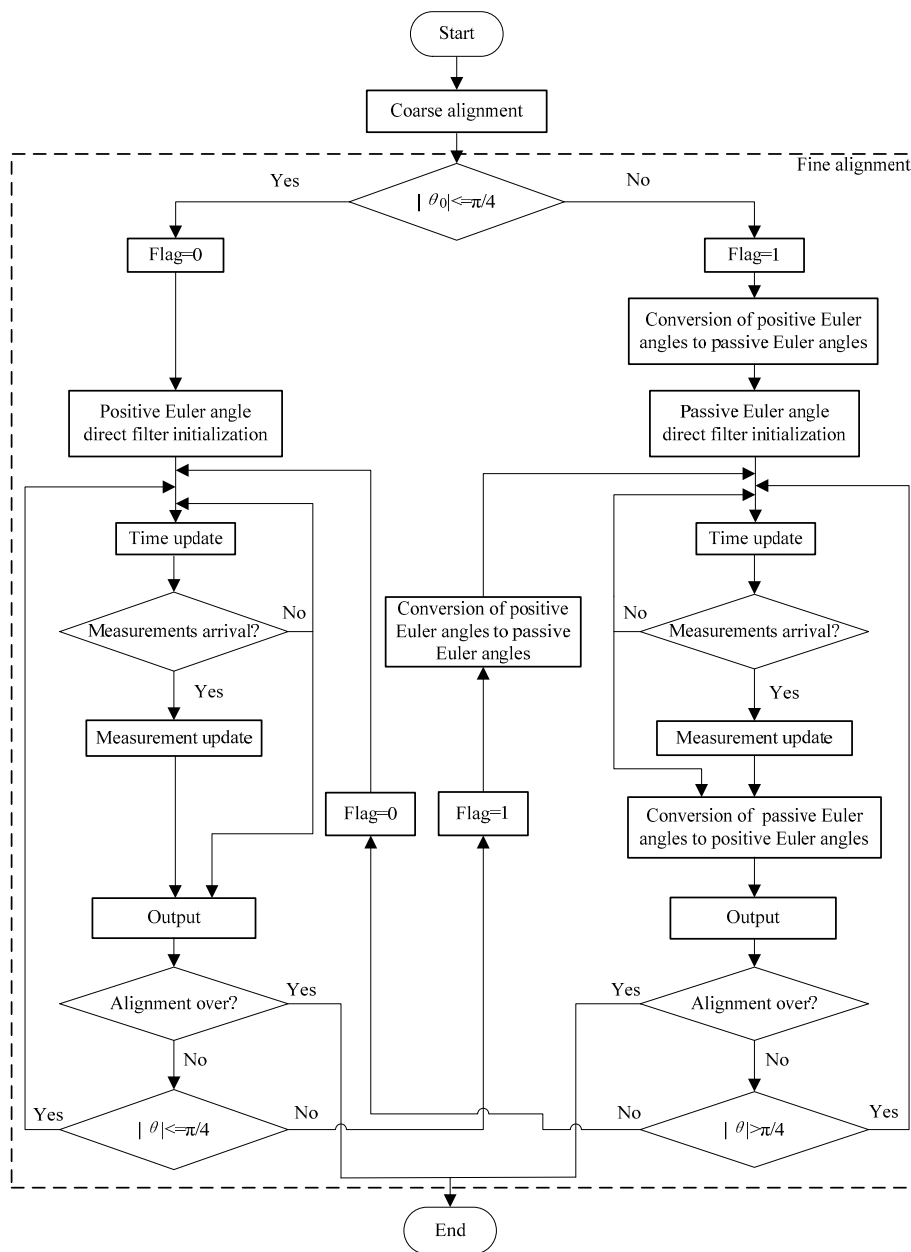 Start
Coarse alignment
Fine alignment
Yes
No
| θ0|<=π/4
Flag=0
Flag=1
Conversion of positive Euler
angles to passive Euler angles
Positive Euler angle
direct filter initialization
Passive Euler angle
direct filter initialization
Time update
Time update
Measurements arrival?
No
Conversion of positive
Euler angles to passive
Euler angles
No
Measurements arrival?
Yes
Yes
Measurement update
Measurement update
Flag=0
Flag=1
Conversion of passive Euler
angles to positive Euler angles
Output
Output
Alignment over?
Yes
Yes
Alignment over?
No
No
Yes
| θ|<=π/4
No
No
| θ|>π/4
Yes
End